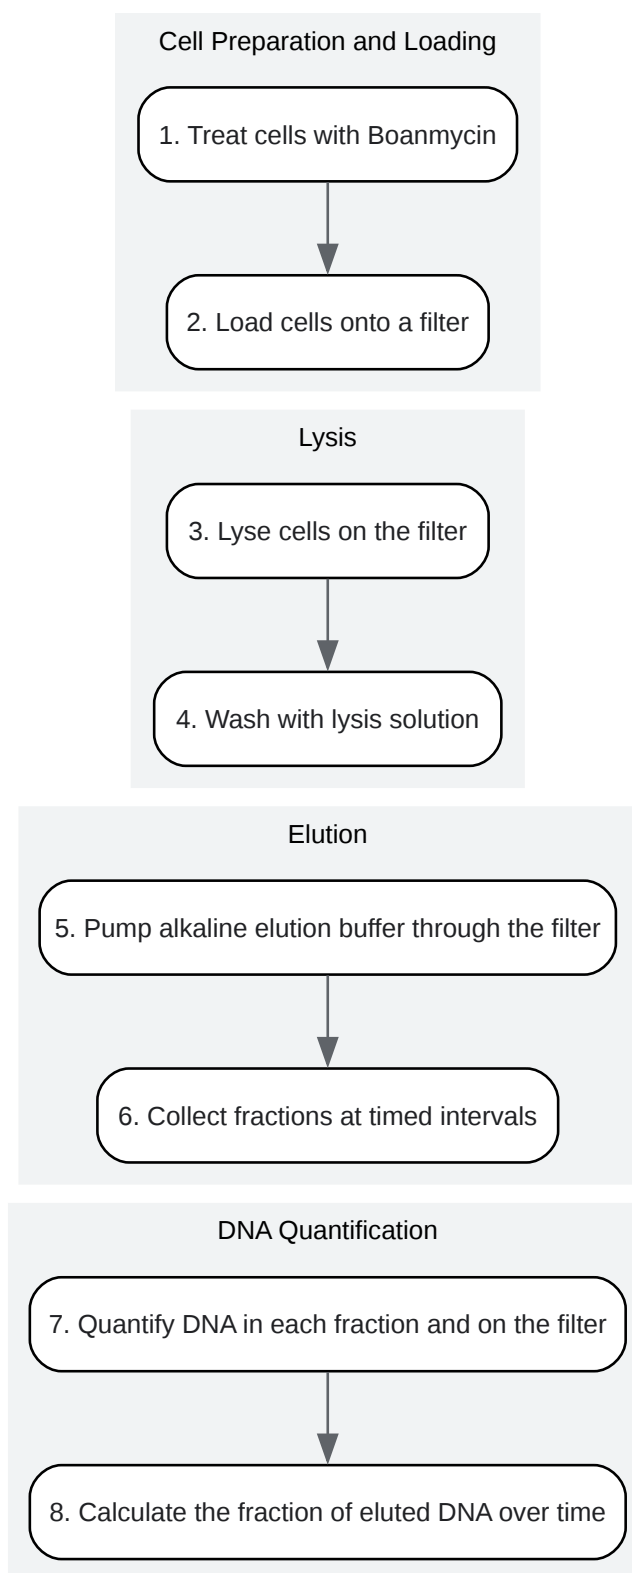 Cell Preparation and Loading
1. Treat cells with Boanmycin
2. Load cells onto a filter
Lysis
3. Lyse cells on the filter
4. Wash with lysis solution
Elution
5. Pump alkaline elution buffer through the filter
6. Collect fractions at timed intervals
DNA Quantification
7. Quantify DNA in each fraction and on the filter
8. Calculate the fraction of eluted DNA over time